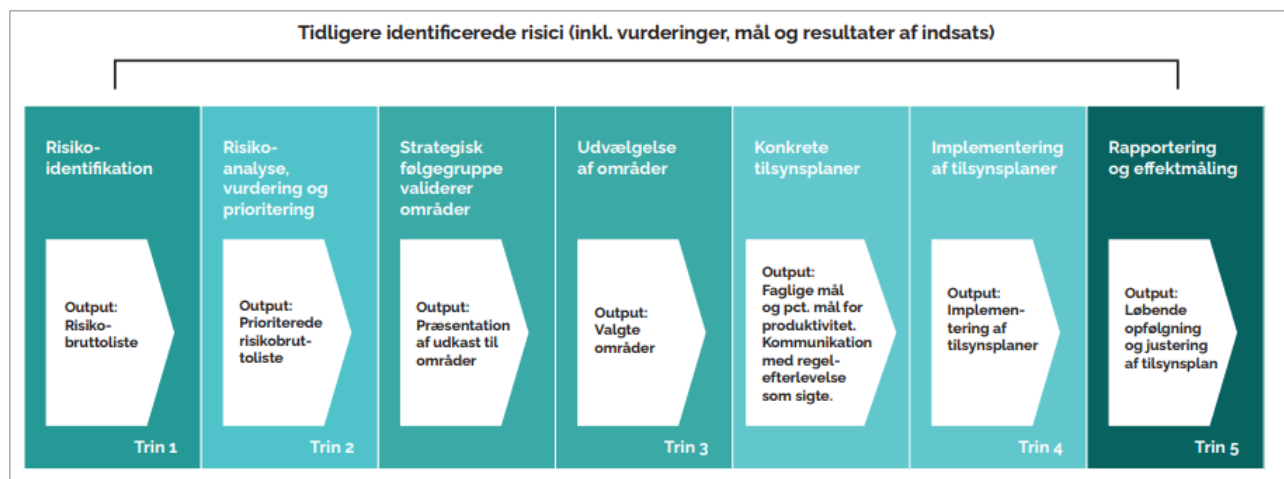 Tidligere identificerede risici (inkl. vurderinger, mål og resultater af indsats)
Risiko-
identifikation
Output:
Risiko-
bruttoliste
Trin 1
Risiko-
analyse,
vurdering og
prioritering
Output:
Prioriterede
risikobrut-
toliste
Trin 2
Strategisk
følgegruppe
validerer
områder
Output:
Præsentation
af udkast til
områder
Udvælgelse
af områder
Output:
Valgte
områder
Trin 3
Konkrete
tilsynsplaner
Output:
Faglige mål
og pct. mål for
produktivitet.
Kommunikation
med regel-
efterlevelse
som sigte.
Implementering
af tilsynsplaner
Output:
Implemen-
tering af
tilsynsplaner
Trin 4
Rapportering
og effektmåling
Output:
Løbende
opfølgning
og justering
af tilsynsplan
Trin 5